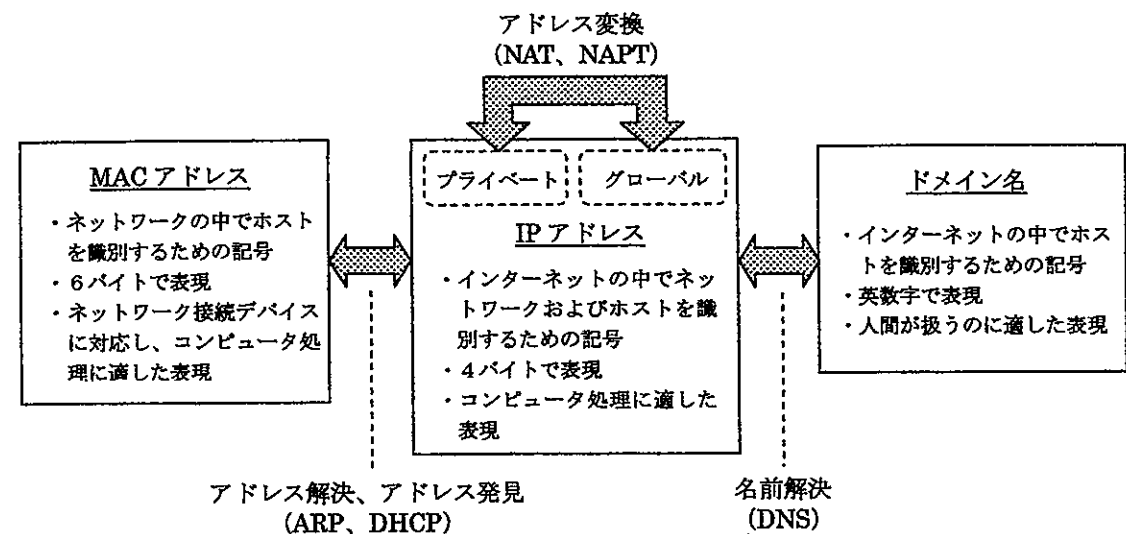 アドレス変換
(NAT、NAPT)
MAC アドレス
・ネットワークの中でホスト
を識別するための記号
・6バイトで表現
・ネットワーク接続デバイス
に対応し、コンピュータ処
理に適した表現
プライベート
グローバル
IP アドレス
・インターネットの中でネッ
トワークおよびホストを識
別するための記号
・4バイトで表現
・コンピュータ処理に適した
表現
ドメイン名
・インターネットの中でホス
トを識別するための記号
・英数字で表現
・人間が扱うのに適した表現
アドレス解決、アドレス発見
(ARP、DHCP)
名前解決
(DNS)